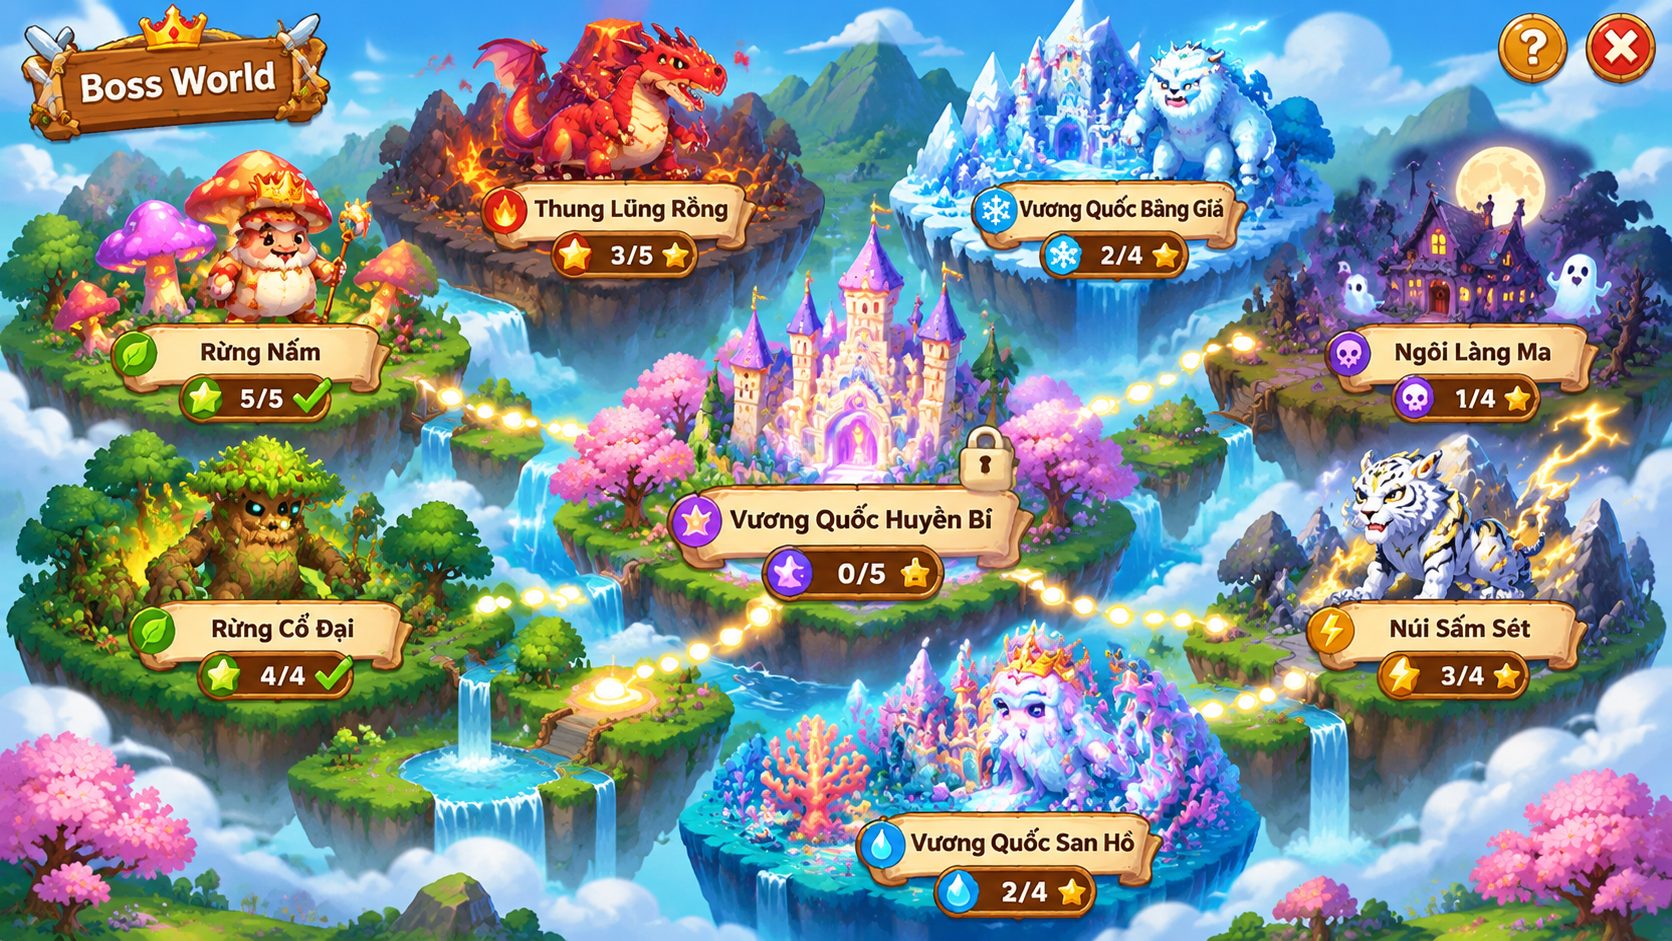 Boss World
?
Thung Lũng Rồng
3/5
Vương Quốc Băng Giá
2/4
Rừng Nấm
5/5
Ngôi Làng Ma
1/4
Vương Quốc Huyền Bí
0/5
Rừng Cổ Đại
4/4
Núi Sấm Sét
3/4
Vương Quốc San Hô
2/4